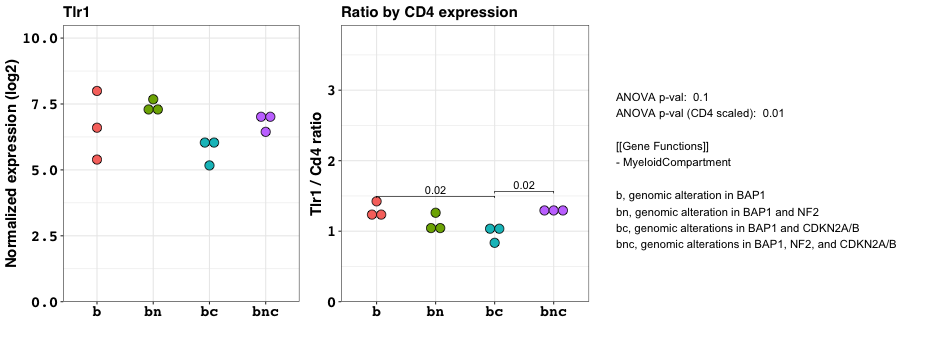 Tlr1
Normalized expression (log2)
10.0
7.5
5.0
2.5
0.0
b bn bc bnc
Ratio by CD4 expression
Tlr1 / Cd4 ratio
3
2
1
0
0.02
0.02
b bn bc bnc
ANOVA p-val: 0.1
ANOVA p-val (CD4 scaled): 0.01
[[Gene Functions]]
- MyeloidCompartment
b, genomic alteration in BAP1
bn, genomic alteration in BAP1 and NF2
bc, genomic alterations in BAP1 and CDKN2A/B
bnc, genomic alterations in BAP1, NF2, and CDKN2A/B